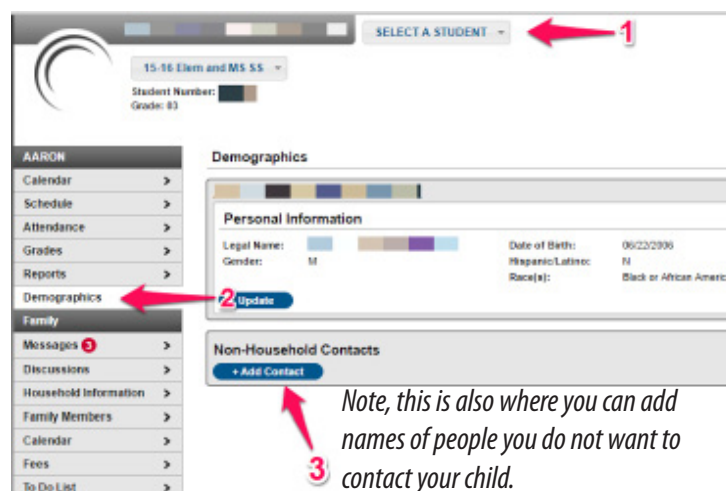 SELECT A STUDENT
1
15-16 Elem and MS SS
Student Number:
Grade: 03
AARON
Calendar
Schedule
Attendance
Grades
Reports
Demographics
Family
Messages 3
Discussions
Household Information
Family Members
Calendar
Fees
To Do List
Demographics
Personal Information
Legal Name:
Gender: M
Date of Birth: 06/22/2006
Hispanic/Latino: N
Race(s): Black or African Americ
2
Update
Non-Household Contacts
+ Add Contact
3
Note, this is also where you can add
names of people you do not want to
contact your child.